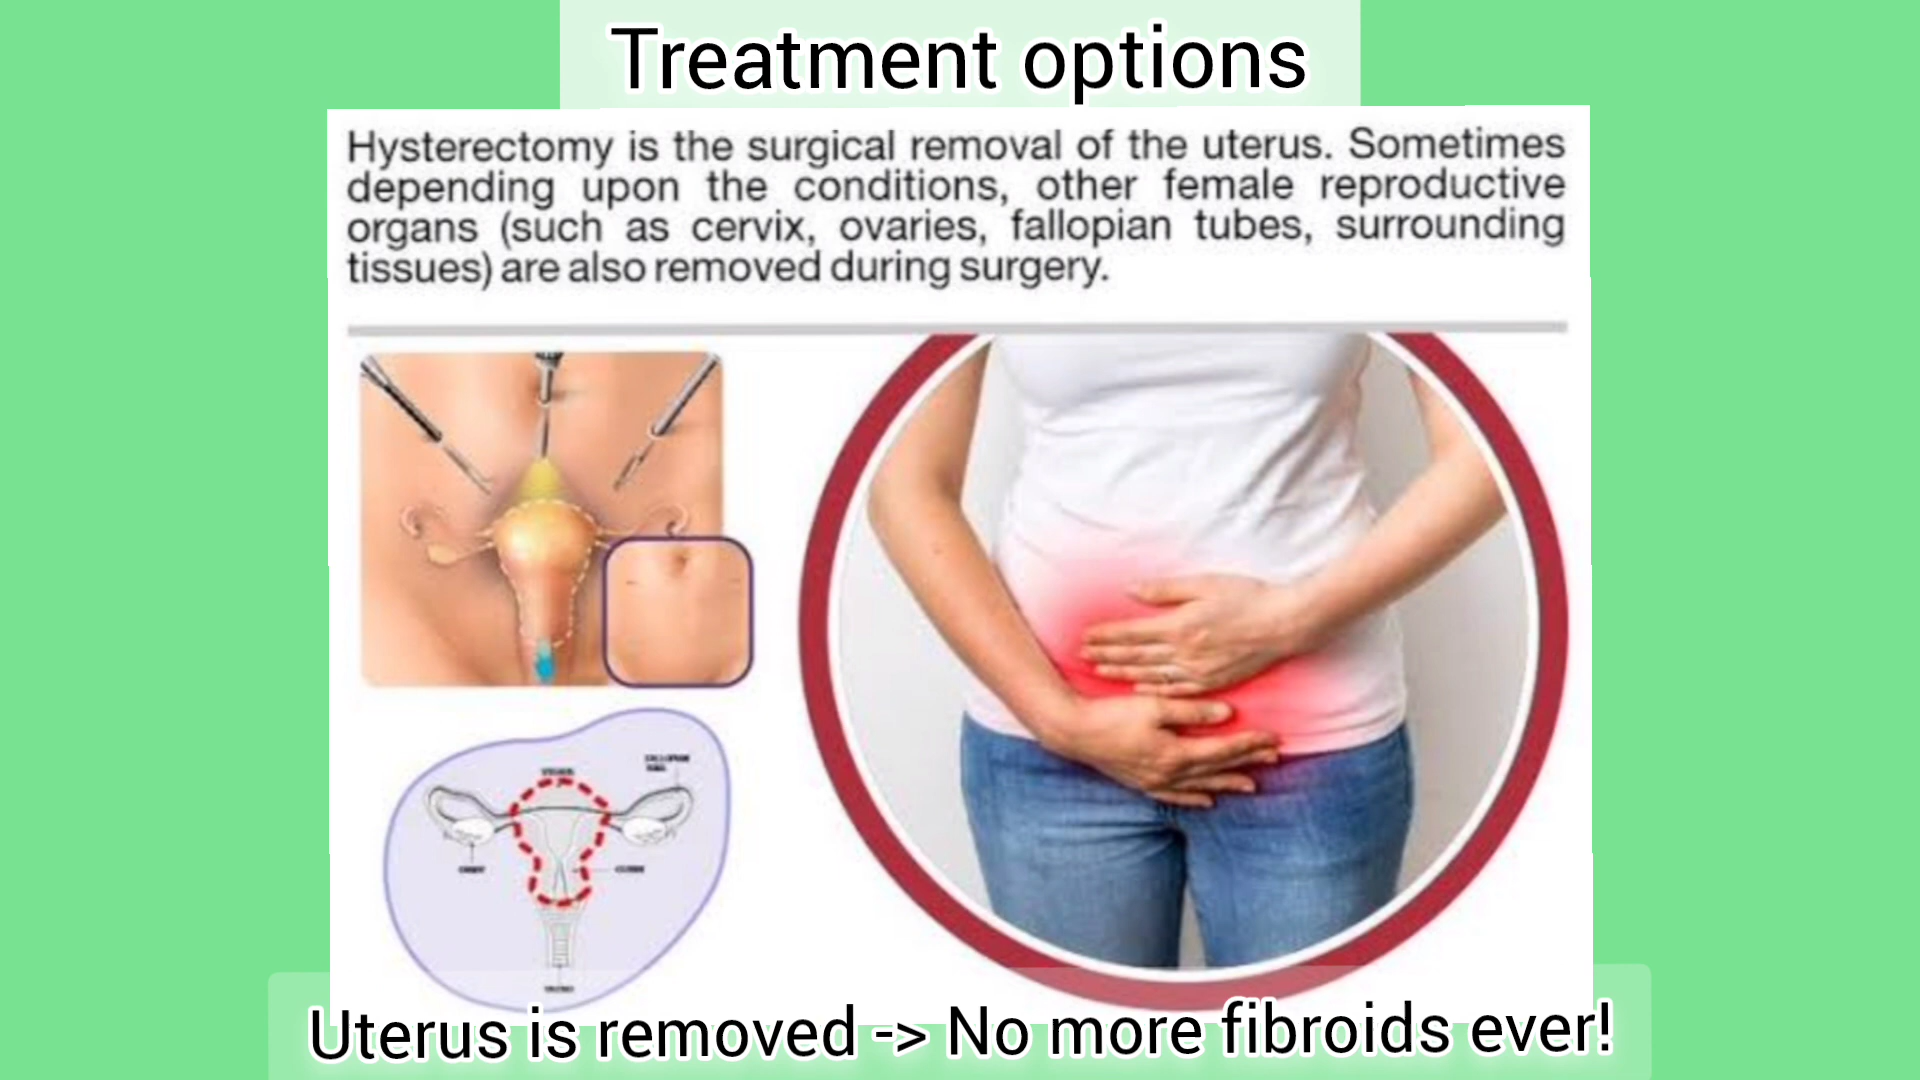 Treatment options
Hysterectomy is the surgical removal of the uterus. Sometimes
depending upon the conditions, other female reproductive
organs (such as cervix, ovaries, fallopian tubes, surrounding
tissues) are also removed during surgery.
Uterus is removed -> No more fibroids ever!